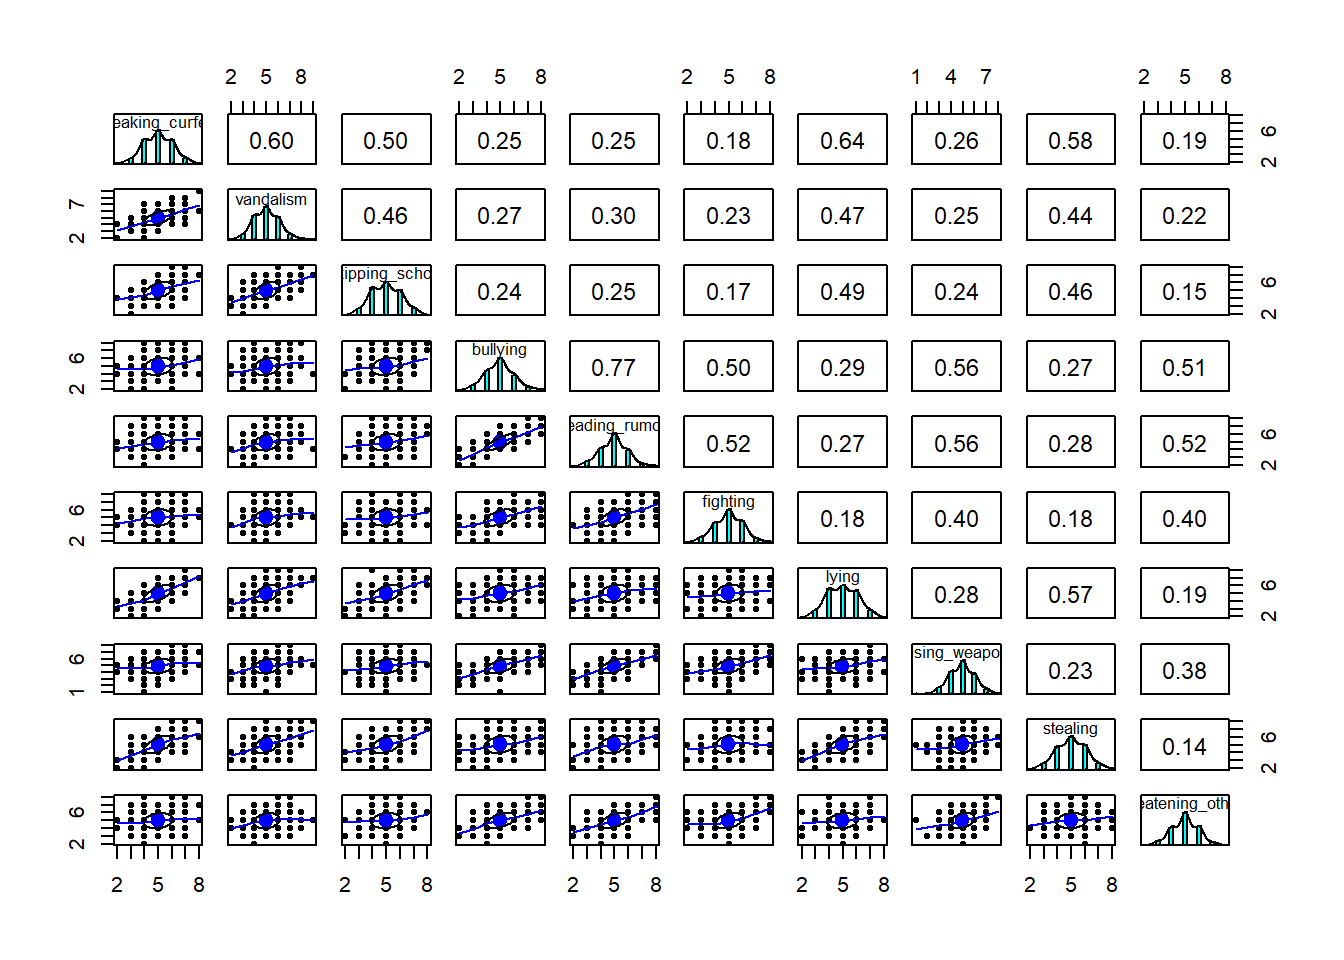 2 5 8 2 5 8 2 5 8 1 4 7 2 5 8
eaking_curfe 0.60 0.50 0.25 0.25 0.18 0.64 0.26 0.58 0.19 2 6
2 7 vandalism 0.46 0.27 0.30 0.23 0.47 0.25 0.44 0.22
kipping_scho 0.24 0.25 0.17 0.49 0.24 0.46 0.15 2 6
2 6 bullying 0.77 0.50 0.29 0.56 0.27 0.51
eading_rumo 0.52 0.27 0.56 0.28 0.52 2 6
2 6 fighting 0.18 0.40 0.18 0.40
lying 0.28 0.57 0.19 2 6
1 6 sing_weapo 0.23 0.38
stealing 0.14 2 6
2 6 eatening_oth
2 5 8 2 5 8 2 5 8 2 5 8 2 5 8